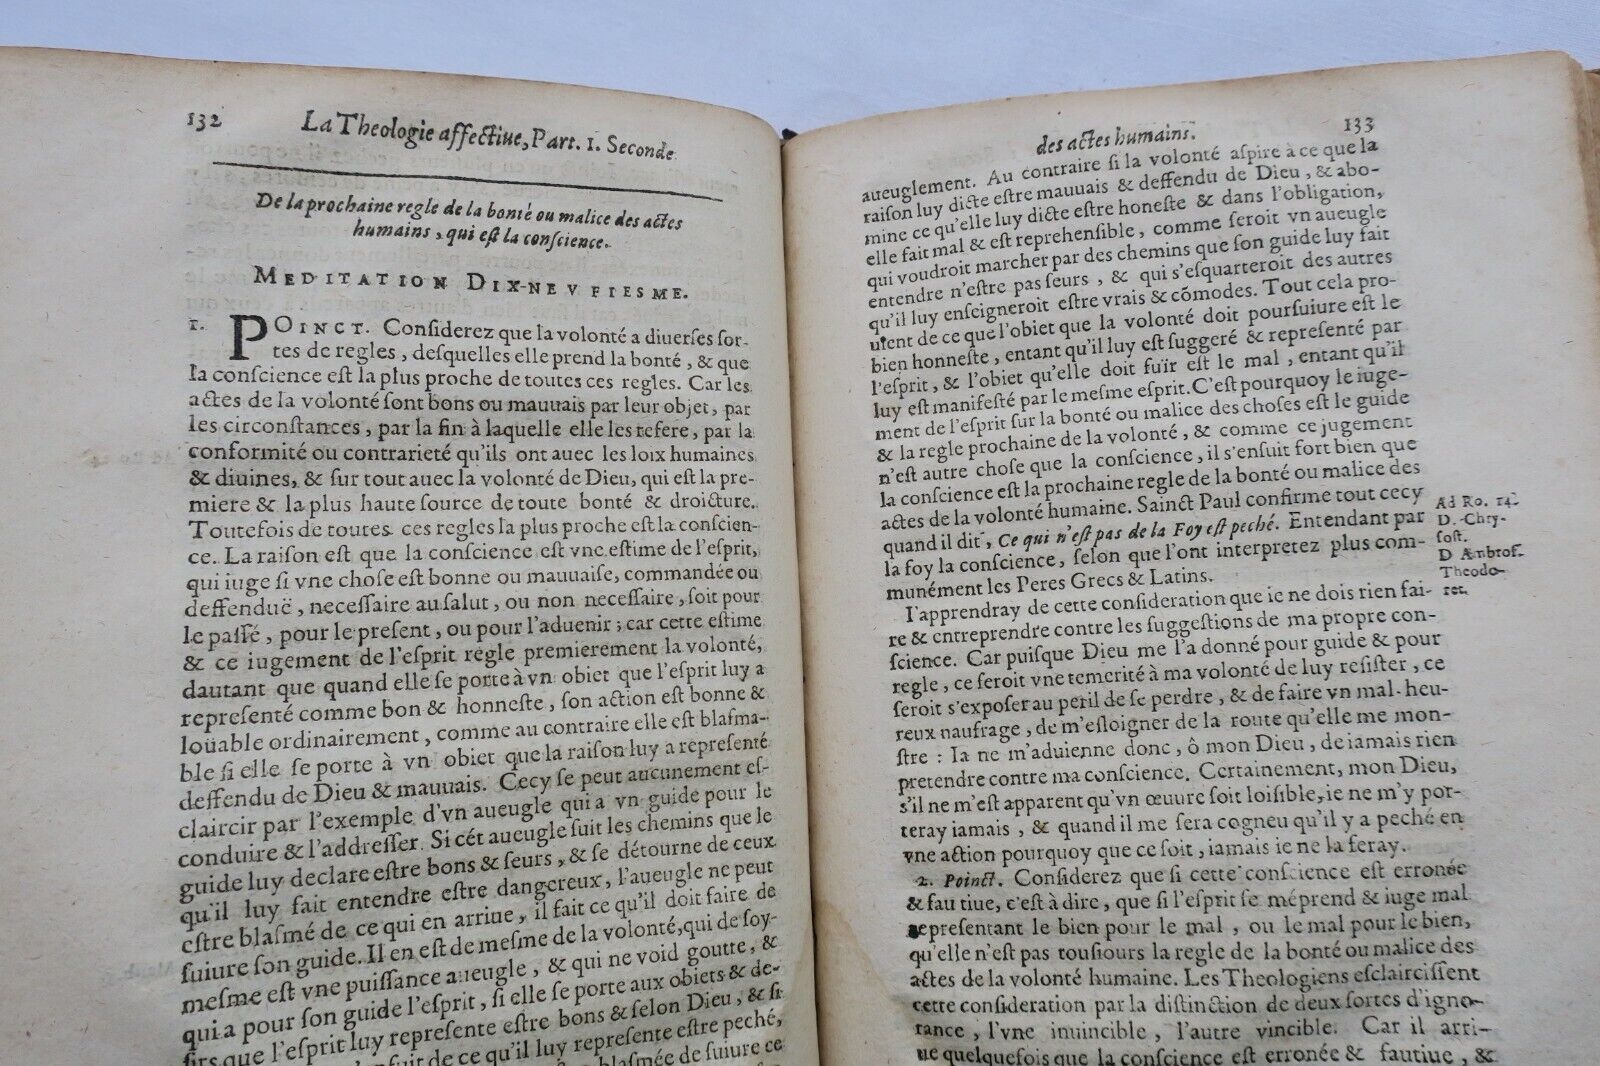 132 La Theologie affectiue, Part. I. Seconde
De la prochaine regle de la bonté ou malice des actes
humains, qui est la conscience.
MEDITATION DIX-NEVFIESME.
1. POINCT. Considerez que la volonté a diuerses sor-
tes de regles, desquelles elle prend la bonté, & que
la conscience est la plus proche de toutes ces regles. Car les
actes de la volonté sont bons ou mauuais par leur objet, par
les circonstances, par la fin à laquelle elle les refere, par la
conformité ou contrarieté qu'ils ont auec les loix humaines
& diuines, & sur tout auec la volonté de Dieu, qui est la pre-
miere & la plus haute source de toute bonté & droicture.
Toutefois de toutes ces regles la plus proche est la conscien-
ce. La raison est que la conscience est vne estime de l'esprit,
qui iuge si vne chose est bonne ou mauuaise, commandée ou
deffenduë, necessaire au salut, ou non necessaire, soit pour
le passé, pour le present, ou pour l'aduenir; car cette estime
& ce iugement de l'esprit regle premierement la volonté,
dautant que quand elle se porte à vn obiet que l'esprit luy a
representé comme bon & honneste, son action est bonne &
loüable ordinairement, comme au contraire elle est blasma-
ble si elle se porte à vn obiet que la raison luy a representé
deffendu de Dieu & mauuais. Cecy se peut aucunement es-
claircir par l'exemple d'vn aueugle qui a vn guide pour le
conduire & l'addresser. Si cét aueugle suit les chemins que le
guide luy declare estre bons & seurs, & se détourne de ceux
qu'il luy fait entendre estre dangereux, l'aueugle ne peut
estre blasmé de ce qui en arriue, il fait ce qu'il doit faire de
suiure son guide. Il en est de mesme de la volonté, qui de soy-
mesme est vne puissance aueugle, & qui ne void goutte, &
qui a pour son guide l'esprit, si elle se porte aux obiets & de-
sirs que l'esprit luy represente estre bons & selon Dieu, & si
fuit de ce qu'il luy represente estre peché,
blasmée de suiure ce
des actes humains. 133
aueuglement. Au contraire si la volonté aspire à ce que la
raison luy dicte estre mauuais & deffendu de Dieu, & abo-
mine ce qu'elle luy dicte estre honeste & dans l'obligation,
elle fait mal & est reprehensible, comme seroit vn aueugle
qui voudroit marcher par des chemins que son guide luy fait
entendre n'estre pas seurs, & qui s'esquarteroit des autres
qu'il luy enseigneroit estre vrais & cõmodes. Tout cela pro-
uient de ce que l'obiet que la volonté doit poursuiure est le
bien honneste, entant qu'il luy est suggeré & representé par
l'esprit, & l'obiet qu'elle doit fuïr est le mal, entant qu'il
luy est manifesté par le mesme esprit. C'est pourquoy le iuge-
ment de l'esprit sur la bonté ou malice des choses est le guide
& la regle prochaine de la volonté, & comme ce jugement
n'est autre chose que la conscience, il s'ensuit fort bien que
la conscience est la prochaine regle de la bonté ou malice des
actes de la volonté humaine. Sainct Paul confirme tout cecy
quand il dit, Ce qui n'est pas de la Foy est peché. Entendant par
la foy la conscience, selon que l'ont interpretez plus com-
munément les Peres Grecs & Latins.
Ad Ro. 14.
D. Chry-
sost.
D Ambros.
Theodo-
ret.
I'apprendray de cette consideration que ie ne dois rien fai-
re & entreprendre contre les suggestions de ma propre con-
science. Car puisque Dieu me l'a donné pour guide & pour
regle, ce seroit vne temerité à ma volonté de luy resister, ce
seroit s'exposer au peril de se perdre, & de faire vn mal-heu-
reux naufrage, de m'esloigner de la route qu'elle me mon-
stre: Ia ne m'aduienne donc, ô mon Dieu, de iamais rien
pretendre contre ma conscience. Certainement, mon Dieu,
s'il ne m'est apparent qu'vn œuure soit loisible, ie ne m'y por-
teray iamais, & quand il me sera cogneu qu'il y a peché en
vne action pourquoy que ce soit, iamais ie ne la feray.
2. Poinct. Considerez que si cette conscience est erronée
& fautiue, c'est à dire, que si l'esprit se méprend & iuge mal
representant le bien pour le mal, ou le mal pour le bien,
qu'elle n'est pas tousiours la regle de la bonté ou malice des
actes de la volonté humaine. Les Theologiens esclaircissent
cette consideration par la distinction de deux sortes d'igno-
rance, l'vne inuincible, l'autre vincible. Car il arri-
ue quelquefois que la conscience est erronée & fautiue, &